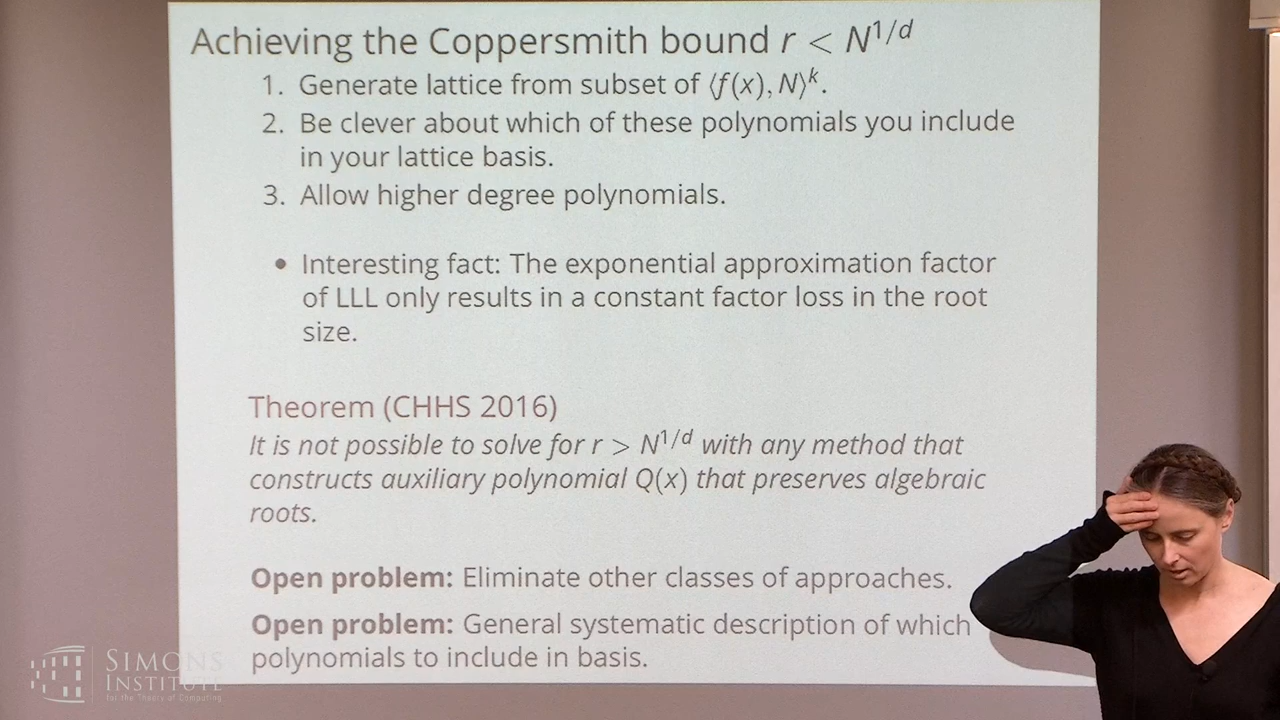 Achieving the Coppersmith bound r < N^{1/d}
1. Generate lattice from subset of ⟨f(x), N⟩^k.
2. Be clever about which of these polynomials you include
in your lattice basis.
3. Allow higher degree polynomials.
• Interesting fact: The exponential approximation factor
of LLL only results in a constant factor loss in the root
size.
Theorem (CHHS 2016)
It is not possible to solve for r > N^{1/d} with any method that
constructs auxiliary polynomial Q(x) that preserves algebraic
roots.
Open problem: Eliminate other classes of approaches.
Open problem: General systematic description of which
polynomials to include in basis.
SIMONS
INSTITUTE
for the Theory of Computing